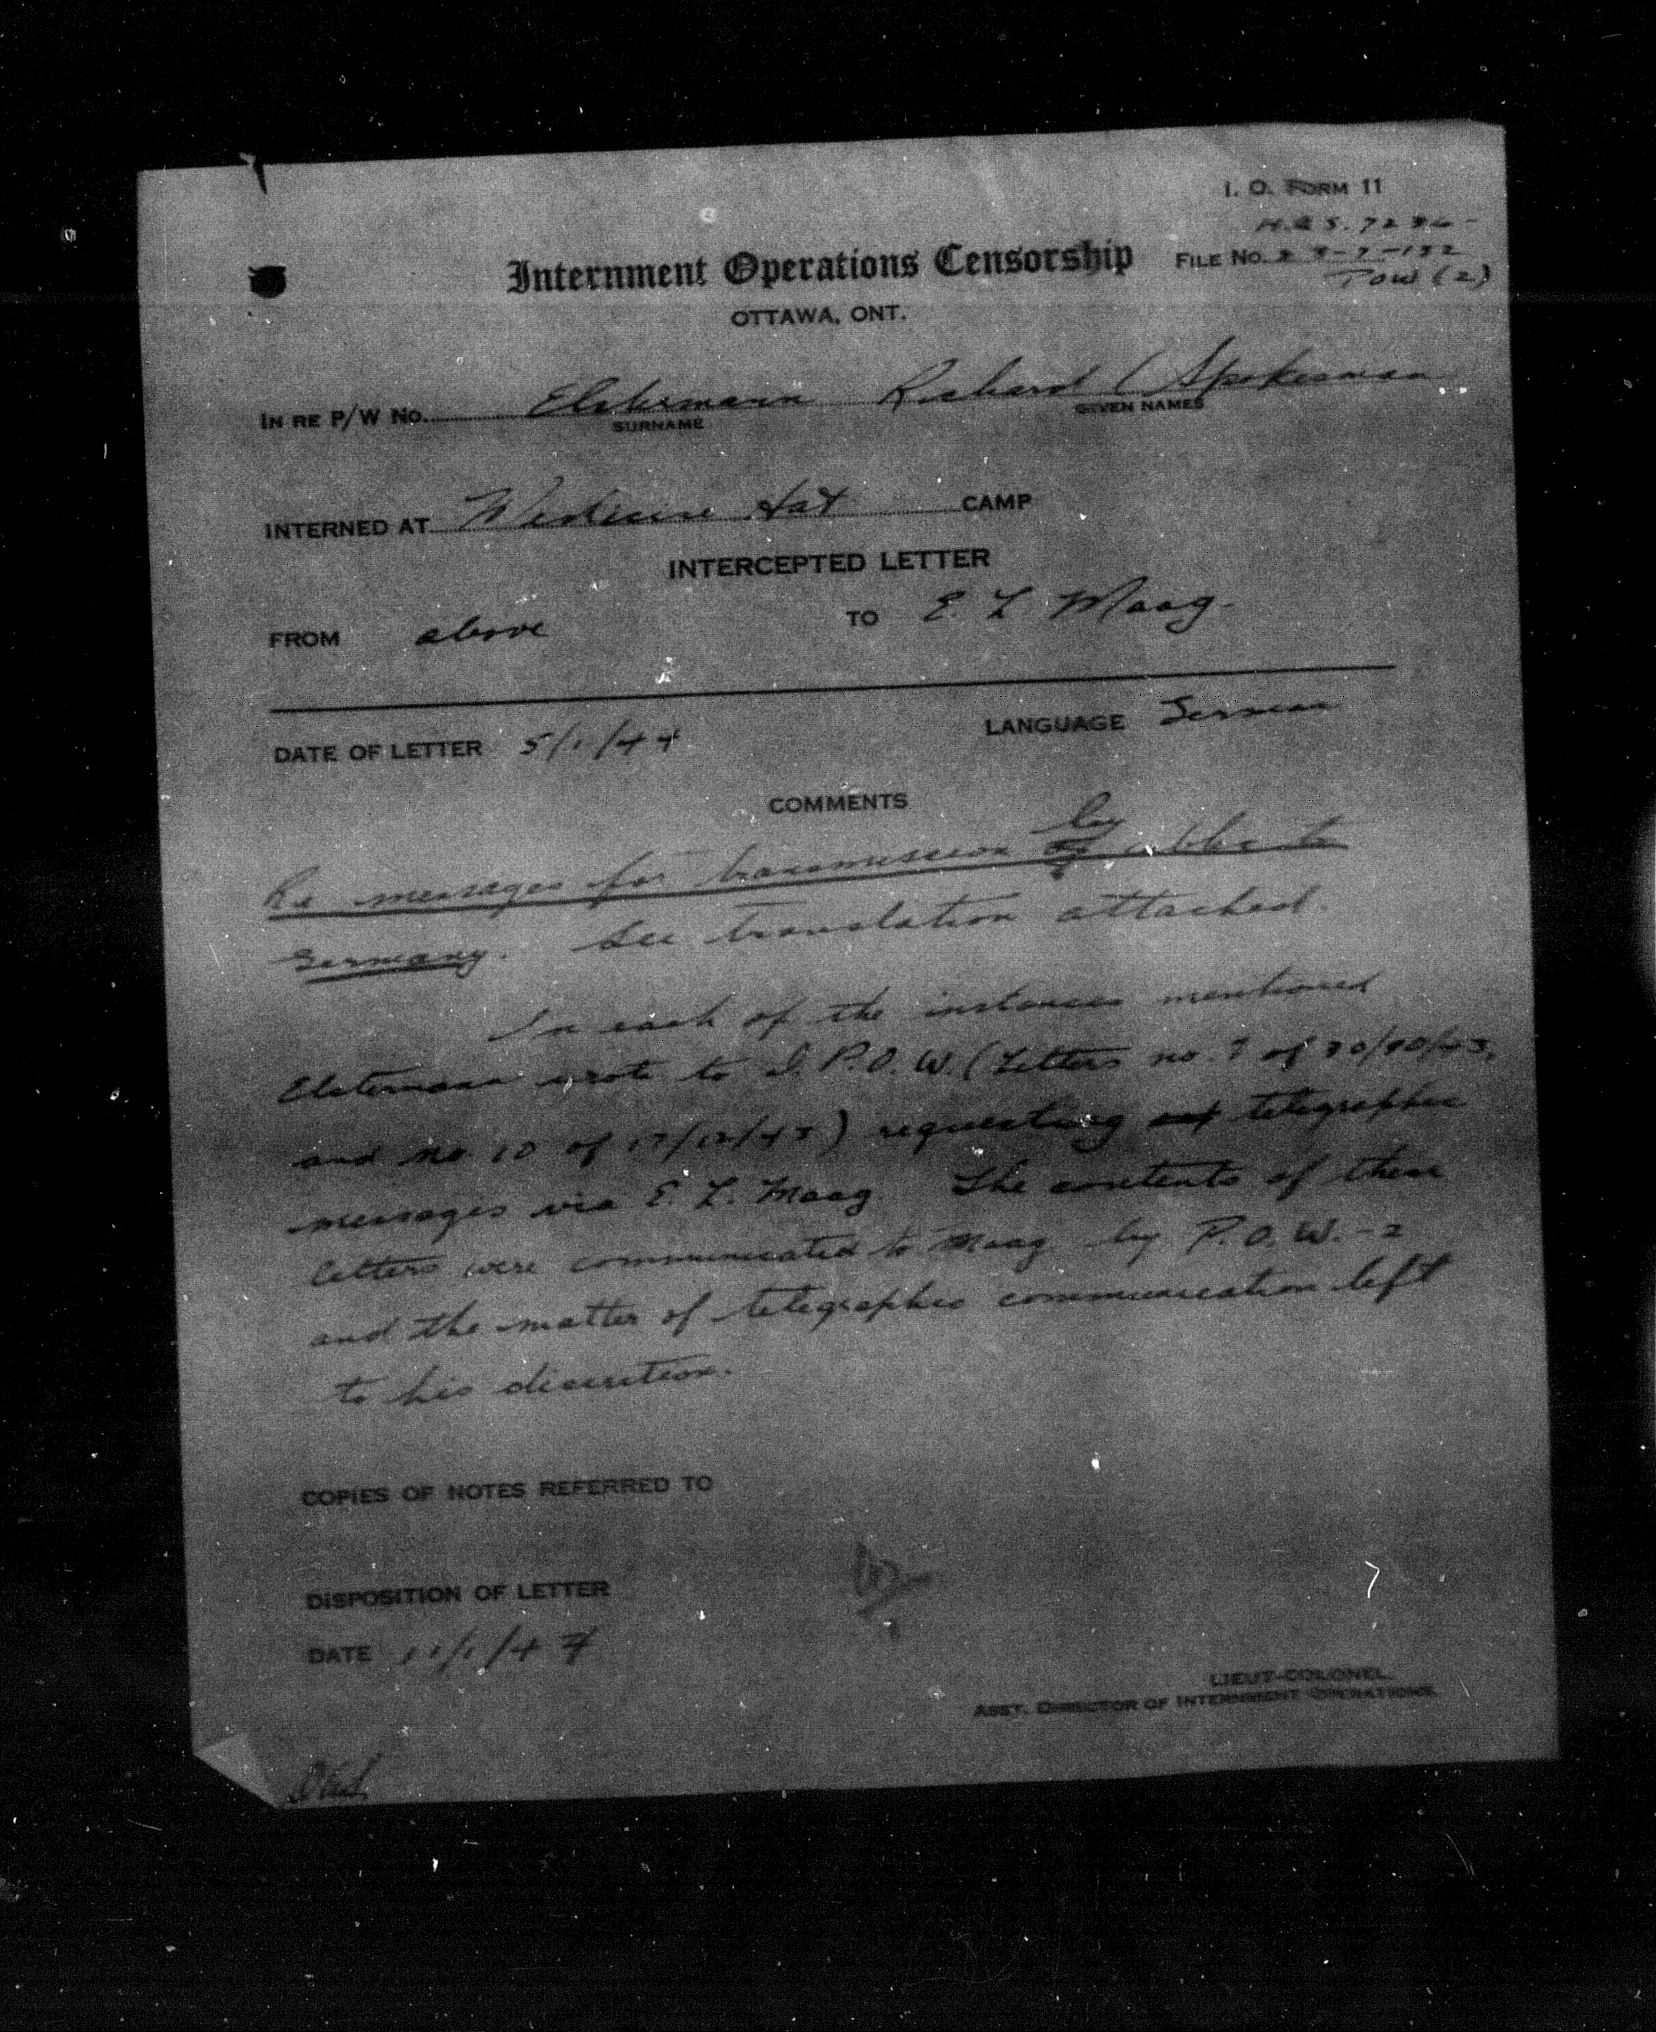 I. O. FORM 11
H.Q S. 7236-
Internment Operations Censorship FILE No. -7-132
POW (2)
OTTAWA, ONT.
IN RE P/W No. Elstermann Richard (Spokesman
SURNAME GIVEN NAMES
INTERNED AT Medicine Hat CAMP
INTERCEPTED LETTER
FROM above TO E L Maag-
DATE OF LETTER 5/1/44 LANGUAGE German
COMMENTS
by
Re messages for transmission of cable to
Germany. See translation attached.
In each of the instances mentioned
Elstermann wrote to D. P.O.W. (Letters no. 7 of 30/10/43,
and no 10 of 17/12/43) requesting telegraphic
messages via E. L. Maag. The contents of these
letters were communicated to Maag by P.O.W.-2
and the matter of telegraphic communication left
to his discretion.
COPIES OF NOTES REFERRED TO
DISPOSITION OF LETTER
DATE 11/1/44
LIEUT-COLONEL
ASST. DIRECTOR OF INTERNMENT OPERATIONS.